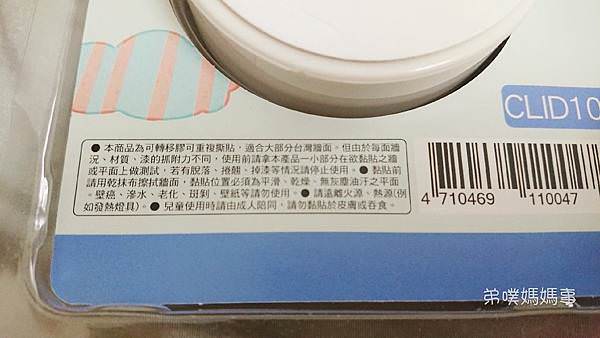 ● 本商品為可轉移膠可重複撕貼，適合大部分台灣牆面。但由於每面牆
況、材質、漆的抓附力不同，使用前請拿本產品一小部分在欲黏貼之牆
或平面上做測試，若有脫落、捲翹、掉漆等情況請停止使用。● 黏貼前
請用乾抹布擦拭牆面，黏貼位置必須為平滑、乾燥、無灰塵油汙之平面
。壁癌、滲水、老化、斑剝、壁紙等請勿使用。● 請遠離火源、熱源(例
如發熱燈具)。● 兒童使用時請由成人陪同，請勿黏貼於皮膚或吞食。
CLID10
4 710469 110047
弟噗媽媽事